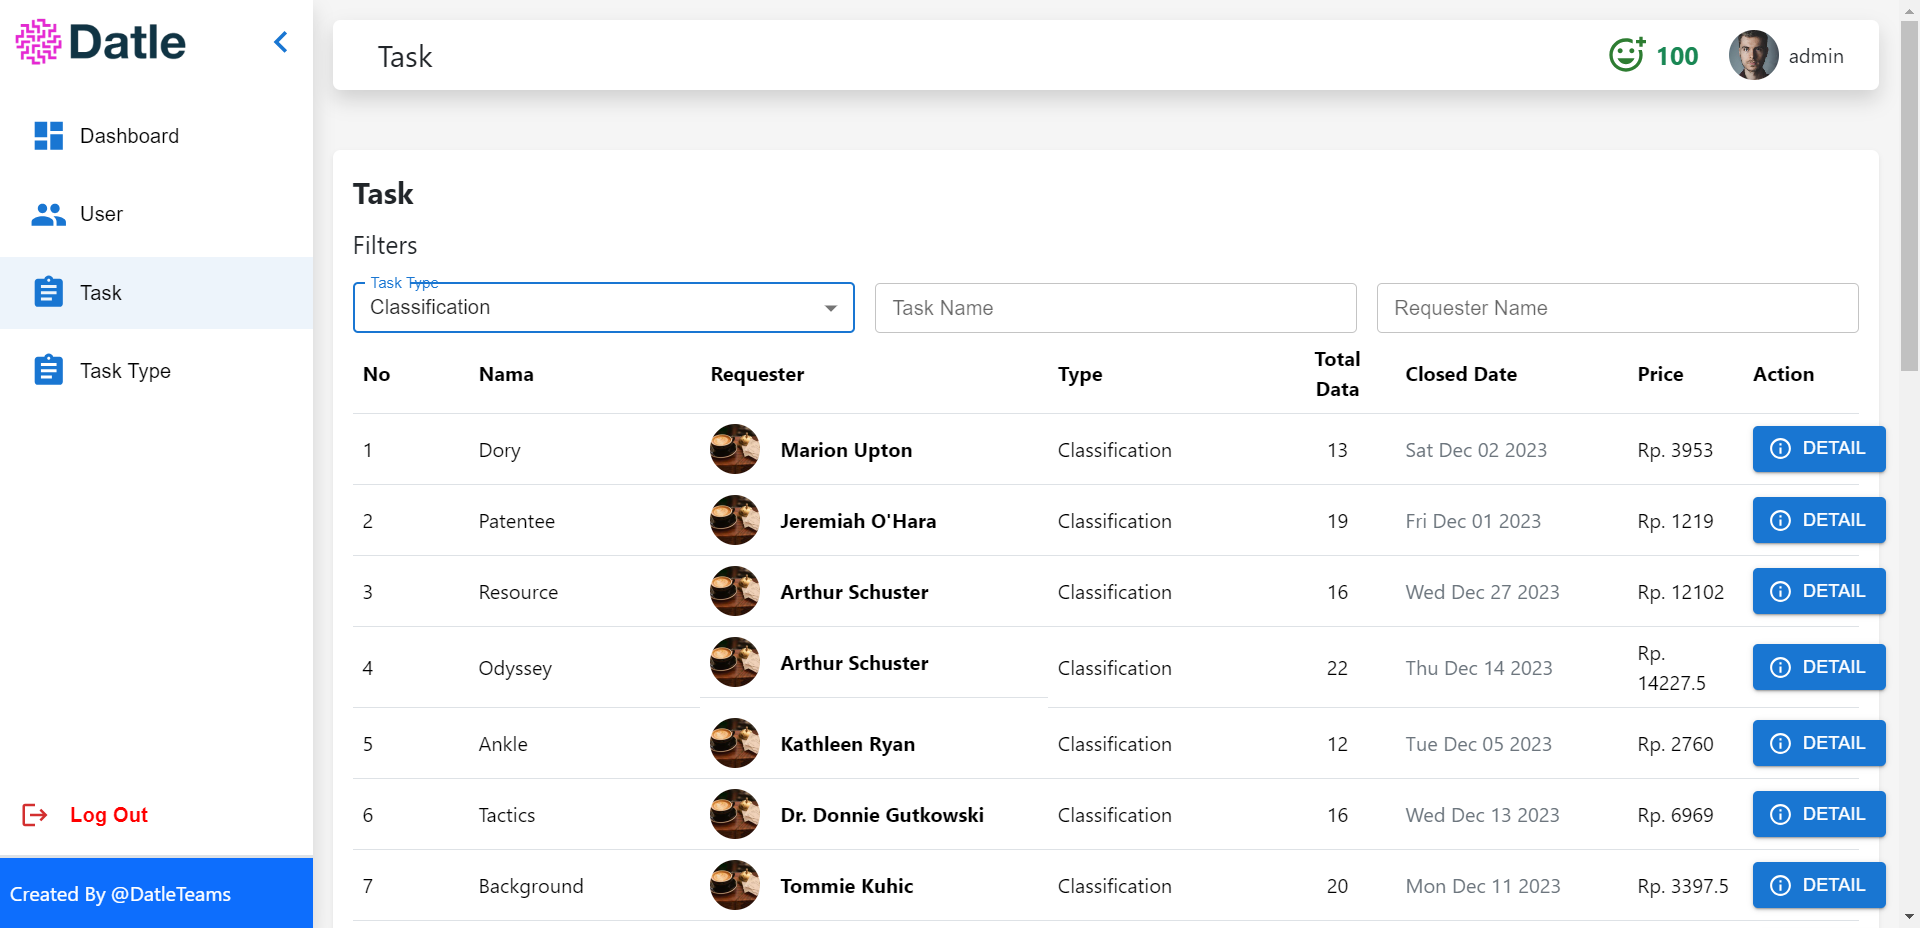 Datle
Task
100
admin
Dashboard
User
Task
Task Type
Log Out
Created By @DatleTeams
Task
Filters
Task Type
Classification
Task Name
Requester Name
No Nama Requester Type Total Data Closed Date Price Action
1 Dory Marion Upton Classification 13 Sat Dec 02 2023 Rp. 3953 DETAIL
2 Patentee Jeremiah O'Hara Classification 19 Fri Dec 01 2023 Rp. 1219 DETAIL
3 Resource Arthur Schuster Classification 16 Wed Dec 27 2023 Rp. 12102 DETAIL
4 Odyssey Arthur Schuster Classification 22 Thu Dec 14 2023 Rp. 14227.5 DETAIL
5 Ankle Kathleen Ryan Classification 12 Tue Dec 05 2023 Rp. 2760 DETAIL
6 Tactics Dr. Donnie Gutkowski Classification 16 Wed Dec 13 2023 Rp. 6969 DETAIL
7 Background Tommie Kuhic Classification 20 Mon Dec 11 2023 Rp. 3397.5 DETAIL